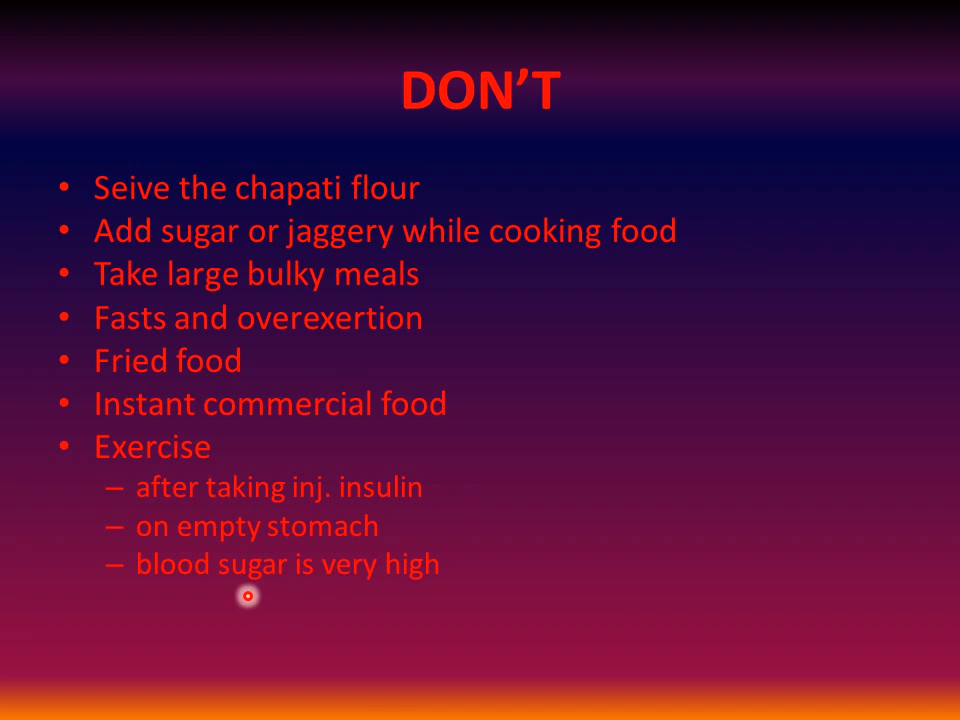 DON’T
• Seive the chapati flour
• Add sugar or jaggery while cooking food
• Take large bulky meals
• Fasts and overexertion
• Fried food
• Instant commercial food
• Exercise
– after taking inj. insulin
– on empty stomach
– blood sugar is very high